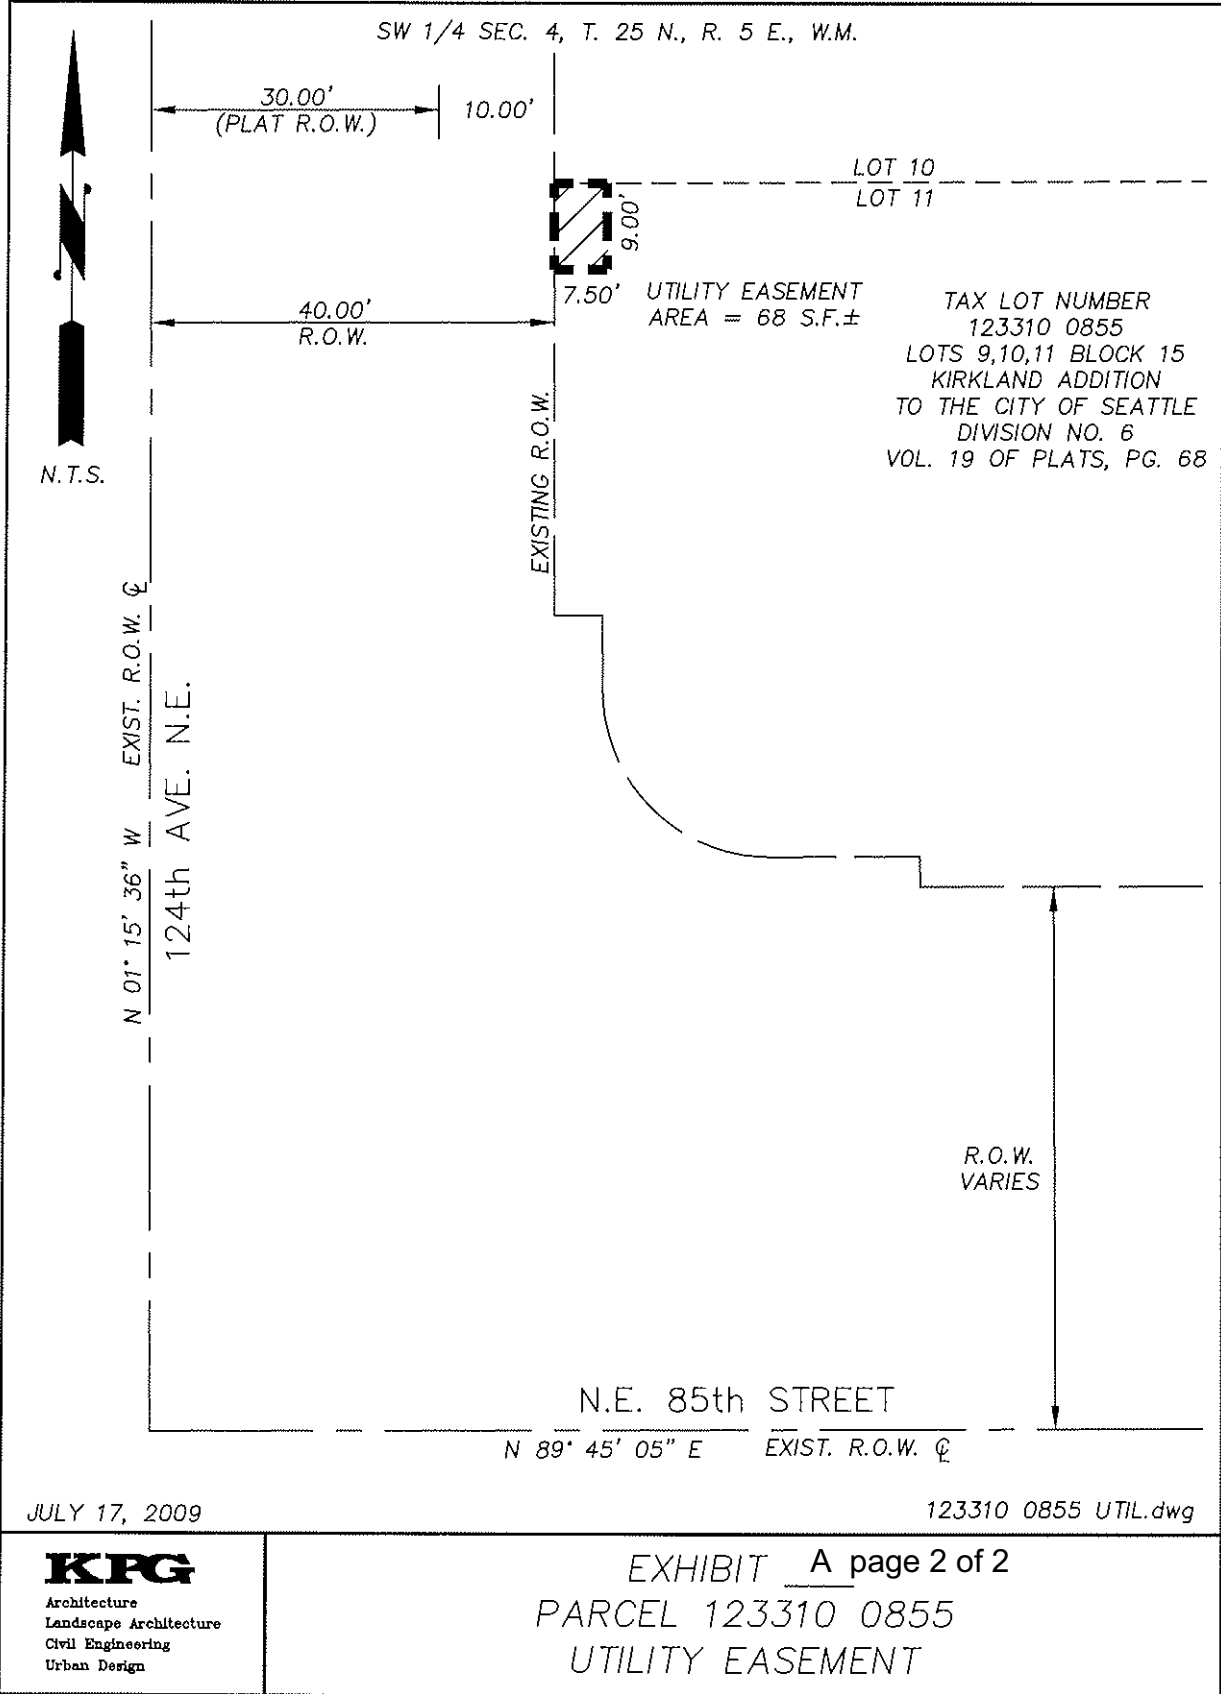 SW 1/4 SEC. 4, T. 25 N., R. 5 E., W.M.
30.00'
(PLAT R.O.W.)
10.00'
LOT 10
LOT 11
9.00'
7.50'
UTILITY EASEMENT
AREA = 68 S.F.±
40.00'
R.O.W.
TAX LOT NUMBER
123310 0855
LOTS 9,10,11 BLOCK 15
KIRKLAND ADDITION
TO THE CITY OF SEATTLE
DIVISION NO. 6
VOL. 19 OF PLATS, PG. 68
N
N.T.S.
EXISTING R.O.W.
N 01° 15' 36" W EXIST. R.O.W. ℄
124th AVE. N.E.
R.O.W.
VARIES
N.E. 85th STREET
N 89° 45' 05" E EXIST. R.O.W. ℄
JULY 17, 2009
123310 0855 UTIL.dwg
KPG
Architecture
Landscape Architecture
Civil Engineering
Urban Design
EXHIBIT A page 2 of 2
PARCEL 123310 0855
UTILITY EASEMENT